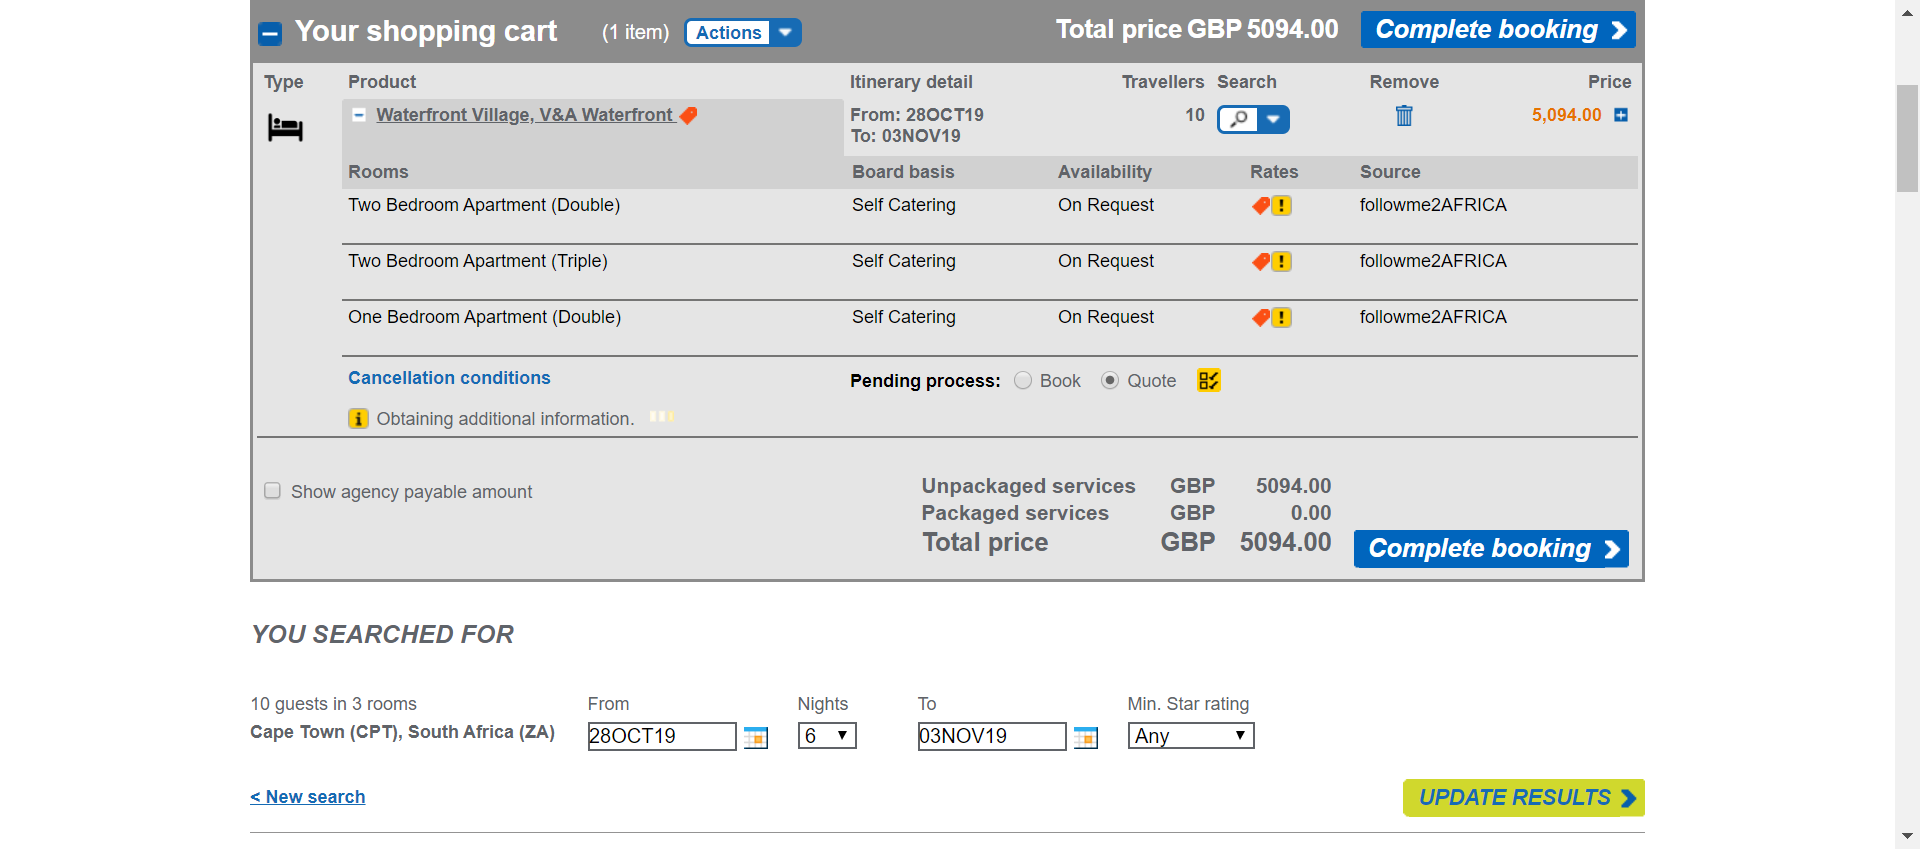 Your shopping cart (1 item) Actions Total price GBP 5094.00 Complete booking
Type Product Itinerary detail Travellers Search Remove Price
Waterfront Village, V&A Waterfront From: 28OCT19 10 5,094.00
To: 03NOV19
Rooms Board basis Availability Rates Source
Two Bedroom Apartment (Double) Self Catering On Request followme2AFRICA
Two Bedroom Apartment (Triple) Self Catering On Request followme2AFRICA
One Bedroom Apartment (Double) Self Catering On Request followme2AFRICA
Cancellation conditions Pending process: Book Quote
Obtaining additional information.
Show agency payable amount Unpackaged services GBP 5094.00
Packaged services GBP 0.00
Total price GBP 5094.00 Complete booking
YOU SEARCHED FOR
10 guests in 3 rooms From Nights To Min. Star rating
Cape Town (CPT), South Africa (ZA) 28OCT19 6 03NOV19 Any
< New search UPDATE RESULTS